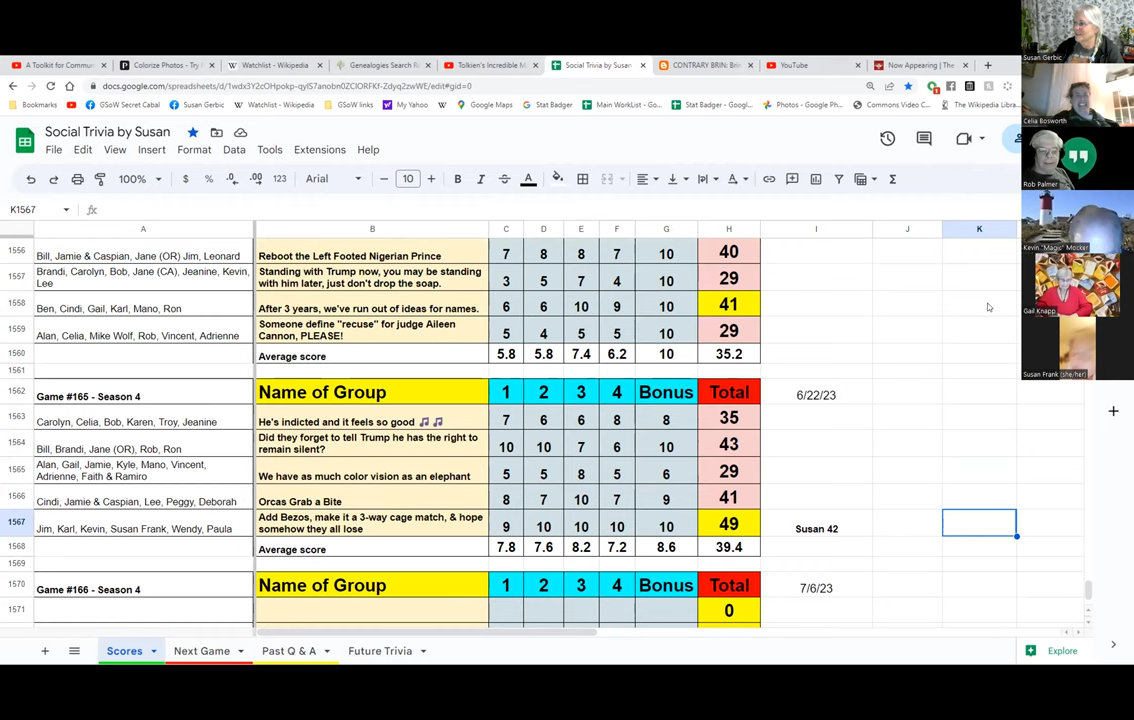 A Toolkit for Commun
Colorize Photos - Try
Watchlist - Wikipedia
Genealogies Search R
Tolkien's Incredible M
Social Trivia by Susan
CONTRARY BRIN: Bri
YouTube
Now Appearing | The
docs.google.com/spreadsheets/d/1wdx3Y2cOHpokp-qyIS7anobn0ZClORFKf-Zdyq2zwWE/edit#gid=0
Bookmarks
GSoW Secret Cabal
Susan Gerbic
Watchlist - Wikipedia
GSoW links
My Yahoo
Google Maps
Stat Badger
Main WorkList - Go...
Stat Badger - Googl...
Photos - Google Ph...
Commons Video C...
The Wikipedia Libra
Social Trivia by Susan
File Edit View Insert Format Data Tools Extensions Help
100% $ % .0 .00 123 Arial 10 B I S A
K1567 fx
A B C D E F G H I J K
1556 Bill, Jamie & Caspian, Jane (OR) Jim, Leonard Reboot the Left Footed Nigerian Prince 7 8 8 7 10 40
1557 Brandi, Carolyn, Bob, Jane (CA), Jeanine, Kevin, Lee Standing with Trump now, you may be standing with him later, just don't drop the soap. 3 5 7 4 10 29
1558 Ben, Cindi, Gail, Karl, Mano, Ron After 3 years, we've run out of ideas for names. 6 6 10 9 10 41
1559 Alan, Celia, Mike Wolf, Rob, Vincent, Adrienne Someone define "recuse" for judge Aileen Cannon, PLEASE! 5 4 5 5 10 29
1560 Average score 5.8 5.8 7.4 6.2 10 35.2
1561
1562 Game #165 - Season 4 Name of Group 1 2 3 4 Bonus Total 6/22/23
1563 Carolyn, Celia, Bob, Karen, Troy, Jeanine He's indicted and it feels so good 🎵🎵 7 6 6 8 8 35
1564 Bill, Brandi, Jane (OR), Rob, Ron Did they forget to tell Trump he has the right to remain silent? 10 10 7 6 10 43
1565 Alan, Gail, Jamie, Kyle, Mano, Vincent, Adrienne, Faith & Ramiro We have as much color vision as an elephant 5 5 8 5 6 29
1566 Cindi, Jamie & Caspian, Lee, Peggy, Deborah Orcas Grab a Bite 8 7 10 7 9 41
1567 Jim, Karl, Kevin, Susan Frank, Wendy, Paula Add Bezos, make it a 3-way cage match, & hope somehow they all lose 9 10 10 10 10 49 Susan 42
1568 Average score 7.8 7.6 8.2 7.2 8.6 39.4
1569
1570 Game #166 - Season 4 Name of Group 1 2 3 4 Bonus Total 7/6/23
1571 0
Scores Next Game Past Q & A Future Trivia Explore
Susan Gerbic
Celia Bosworth
Rob Palmer
Kevin "Magic" Mocker
Gail Knapp
Susan Frank (she/her)